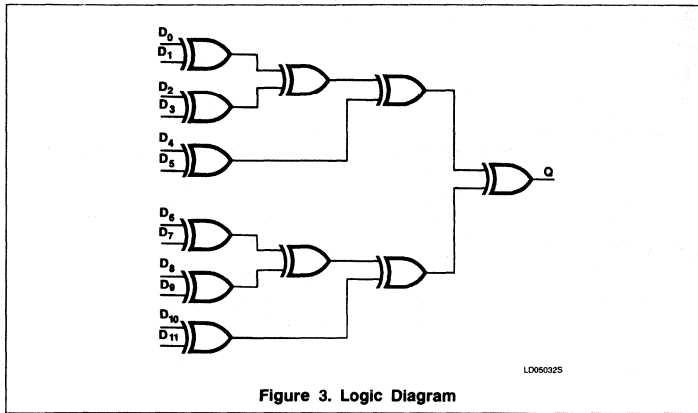 D0
D1
D2
D3
D4
D5
D6
D7
D8
D9
D10
D11
Q
LD05032S
Figure 3. Logic Diagram